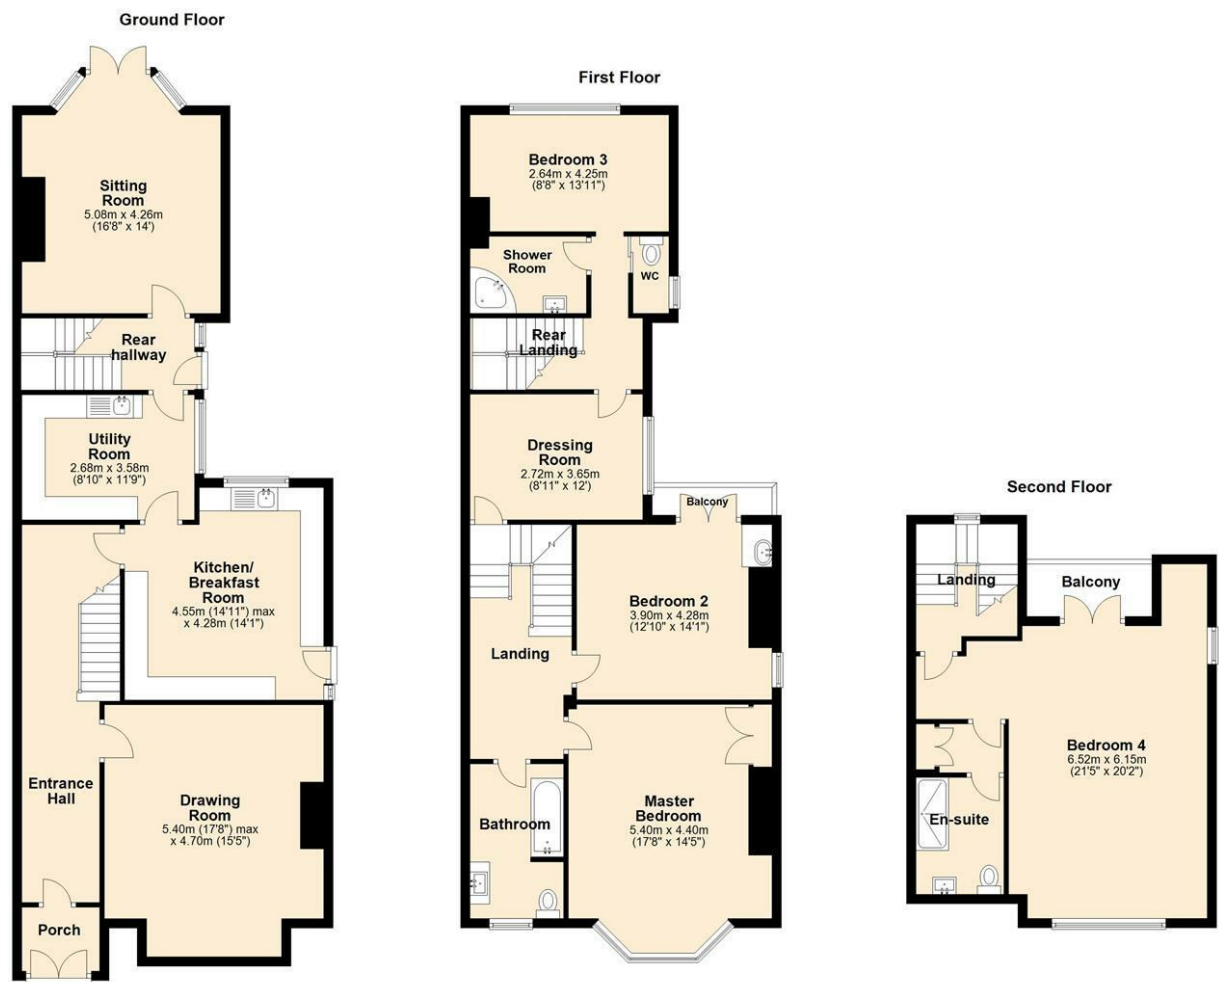 Ground Floor
Sitting
Room
5.08m x 4.26m
(16'8" x 14')
Rear
hallway
Utility
Room
2.68m x 3.58m
(8'10" x 11'9")
Kitchen/
Breakfast
Room
4.55m (14'11") max
x 4.28m (14'1")
Entrance
Hall
Drawing
Room
5.40m (17'8") max
x 4.70m (15'5")
Porch
First Floor
Bedroom 3
2.64m x 4.25m
(8'8" x 13'11")
Shower
Room
WC
Rear
Landing
Dressing
Room
2.72m x 3.65m
(8'11" x 12')
Balcony
Bedroom 2
3.90m x 4.28m
(12'10" x 14'1")
Landing
Master
Bedroom
5.40m x 4.40m
(17'8" x 14'5")
Bathroom
Second Floor
Landing
Balcony
Bedroom 4
6.52m x 6.15m
(21'5" x 20'2")
En-suite